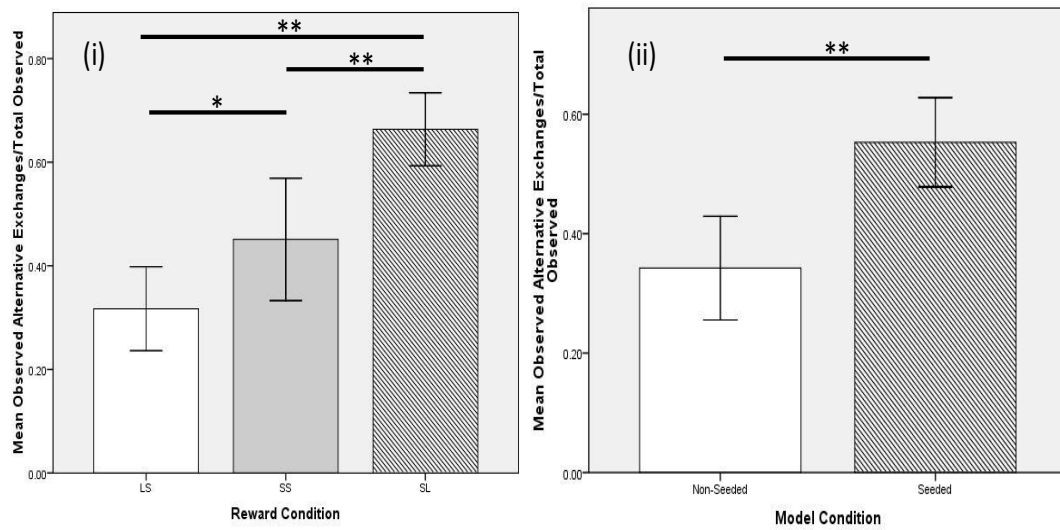 (i)
**
**
*
Mean Observed Alternative Exchanges/Total Observed
0.80
0.60
0.40
0.20
0.00
LS
SS
SL
Reward Condition
(ii)
**
Mean Observed Alternative Exchanges/Total
Observed
0.60
0.40
0.20
0.00
Non-Seeded
Seeded
Model Condition